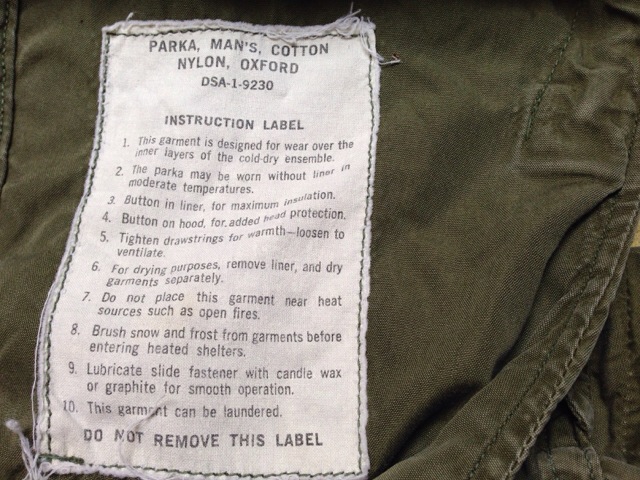 PARKA, MAN'S, COTTON
NYLON, OXFORD
DSA-1-9230
INSTRUCTION LABEL
1. This garment is designed for wear over the
inner layers of the cold-dry ensemble.
2. The parka may be worn without liner in
moderate temperatures.
3. Button in liner, for maximum insulation.
4. Button on hood, for added head protection.
5. Tighten drawstrings for warmth—loosen to
ventilate.
6. For drying purposes, remove liner, and dry
garments separately.
7. Do not place this garment near heat
sources such as open fires.
8. Brush snow and frost from garments before
entering heated shelters.
9. Lubricate slide fastener with candle wax
or graphite for smooth operation.
10. This garment can be laundered.
DO NOT REMOVE THIS LABEL